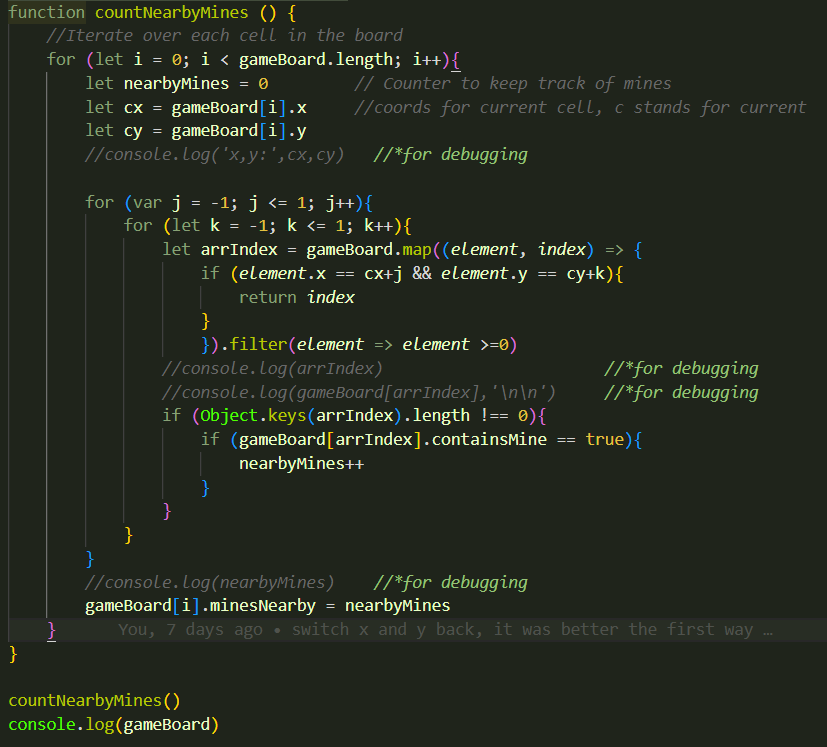 function countNearbyMines () {
    //Iterate over each cell in the board
    for (let i = 0; i < gameBoard.length; i++){
        let nearbyMines = 0         // Counter to keep track of mines
        let cx = gameBoard[i].x     //coords for current cell, c stands for current
        let cy = gameBoard[i].y
        //console.log('x,y:',cx,cy)   //*for debugging

        for (var j = -1; j <= 1; j++){
            for (let k = -1; k <= 1; k++){
                let arrIndex = gameBoard.map((element, index) => {
                    if (element.x == cx+j && element.y == cy+k){
                        return index
                    }
                    }).filter(element => element >=0)
                //console.log(arrIndex)                       //*for debugging
                //console.log(gameBoard[arrIndex],'\n\n')     //*for debugging
                if (Object.keys(arrIndex).length !== 0){
                    if (gameBoard[arrIndex].containsMine == true){
                        nearbyMines++
                    }
                }
            }
        }
        //console.log(nearbyMines)    //*for debugging
        gameBoard[i].minesNearby = nearbyMines
    }      You, 7 days ago • switch x and y back, it was better the first way …
}

countNearbyMines()
console.log(gameBoard)